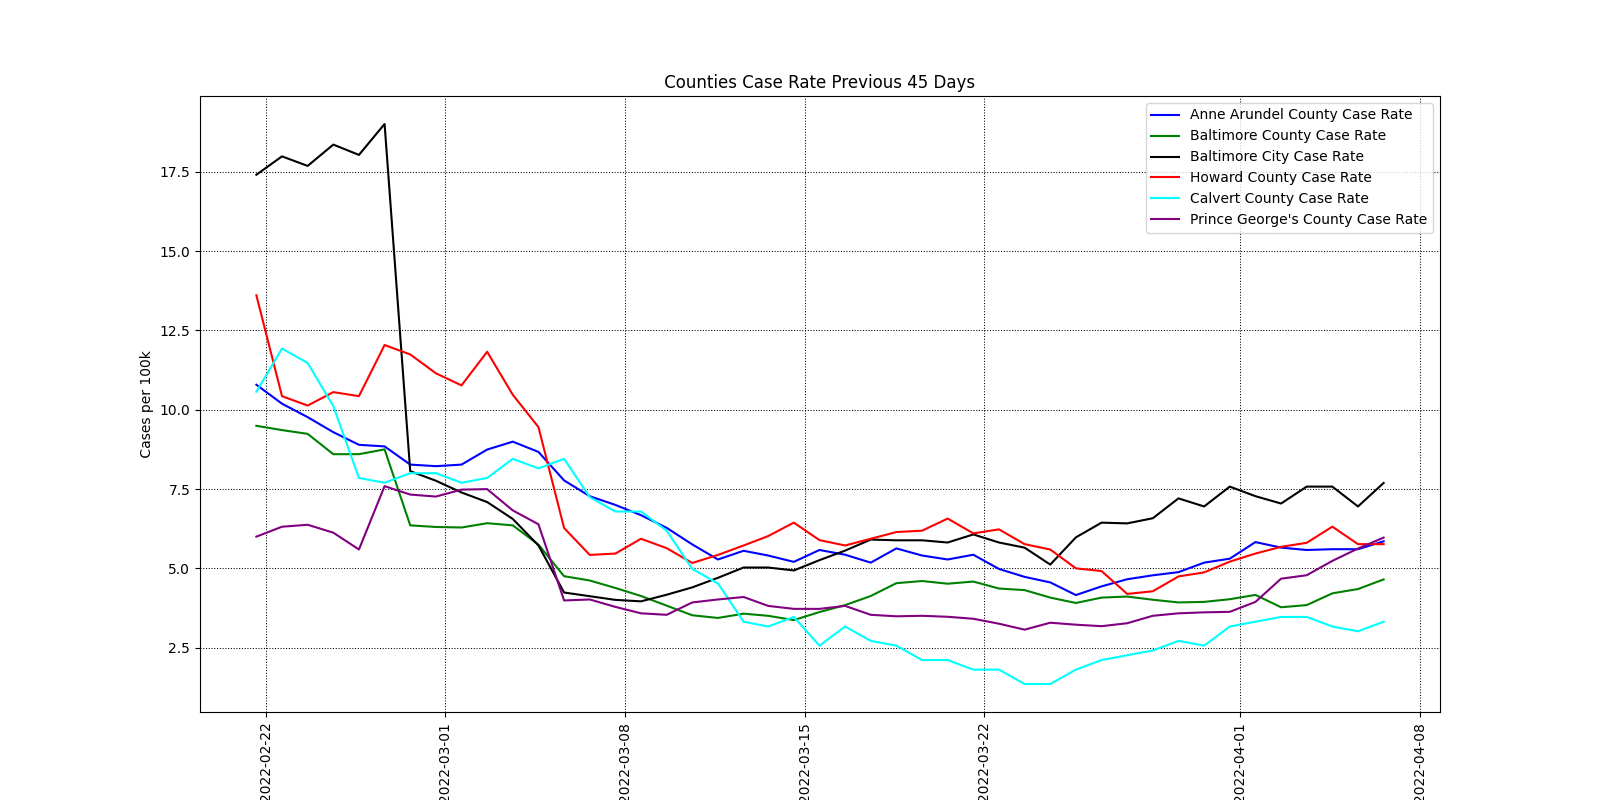 Counties Case Rate Previous 45 Days
Anne Arundel County Case Rate
Baltimore County Case Rate
Baltimore City Case Rate
Howard County Case Rate
Calvert County Case Rate
Prince George's County Case Rate
Cases per 100k
17.5
15.0
12.5
10.0
7.5
5.0
2.5
2022-02-22
2022-03-01
2022-03-08
2022-03-15
2022-03-22
2022-04-01
2022-04-08